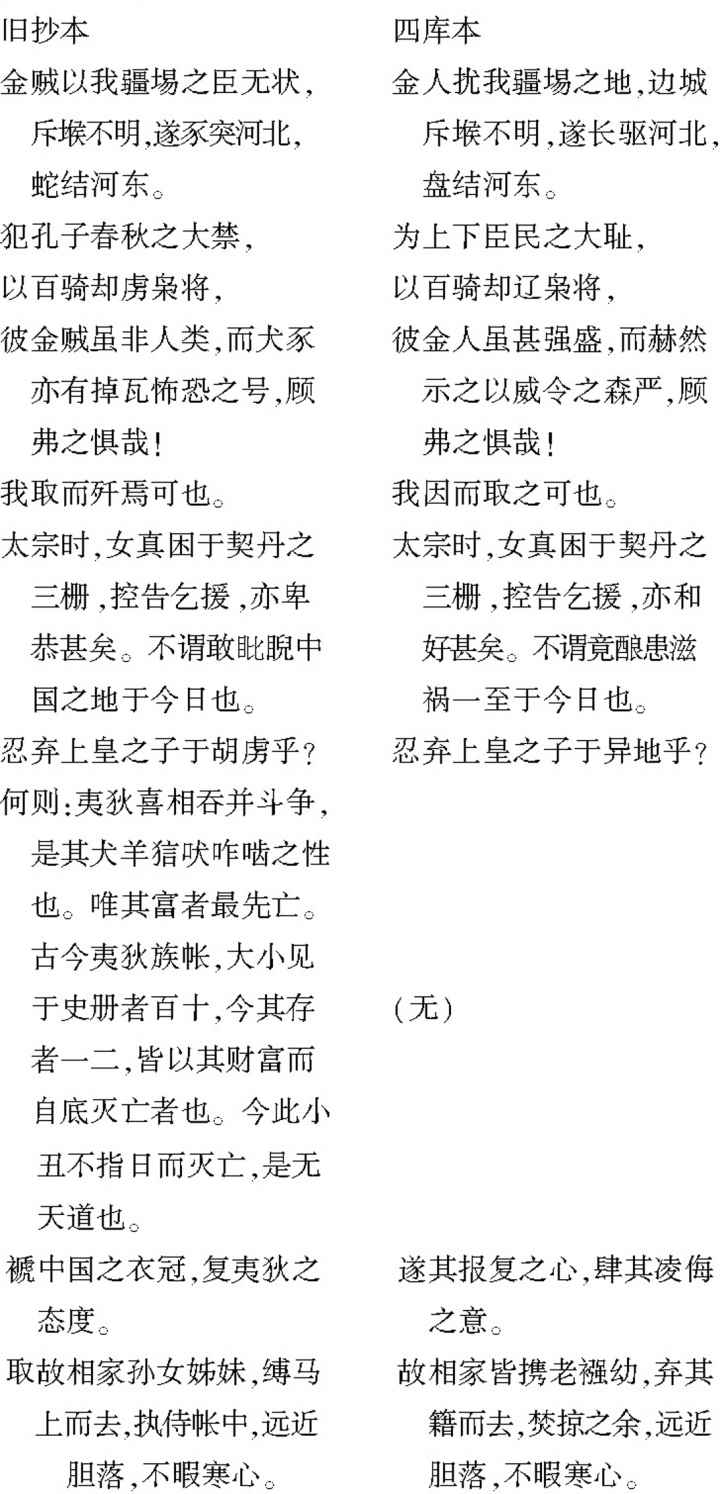 旧抄本
四库本
金贼以我疆埸之臣无状,
斥堠不明,遂豕突河北,
蛇结河东。
金人扰我疆埸之地,边城
斥堠不明,遂长驱河北,
盘结河东。
犯孔子春秋之大禁,
为上下臣民之大耻,
以百骑却虏枭将,
以百骑却辽枭将,
彼金贼虽非人类,而犬豕
亦有掉瓦怖恐之号,顾
弗之惧哉!
彼金人虽甚强盛,而赫然
示之以威令之森严,顾
弗之惧哉!
我取而歼焉可也。
我因而取之可也。
太宗时,女真困于契丹之
三栅,控告乞援,亦卑
恭甚矣。不谓敢眦睨中
国之地于今日也。
太宗时,女真困于契丹之
三栅,控告乞援,亦和
好甚矣。不谓竟酿患滋
祸一至于今日也。
忍弃上皇之子于胡虏乎?
忍弃上皇之子于异地乎?
何则:夷狄喜相吞并斗争,
是其犬羊狺吠咋啮之性
也。唯其富者最先亡。
古今夷狄族帐,大小见
于史册者百十,今其存
者一二,皆以其财富而
自底灭亡者也。今此小
丑不指日而灭亡,是无
天道也。
(无)
褫中国之衣冠,复夷狄之
态度。
遂其报复之心,肆其凌侮
之意。
取故相家孙女姊妹,缚马
上而去,执侍帐中,远近
胆落,不暇寒心。
故相家皆携老襁幼,弃其
籍而去,焚掠之余,远近
胆落,不暇寒心。